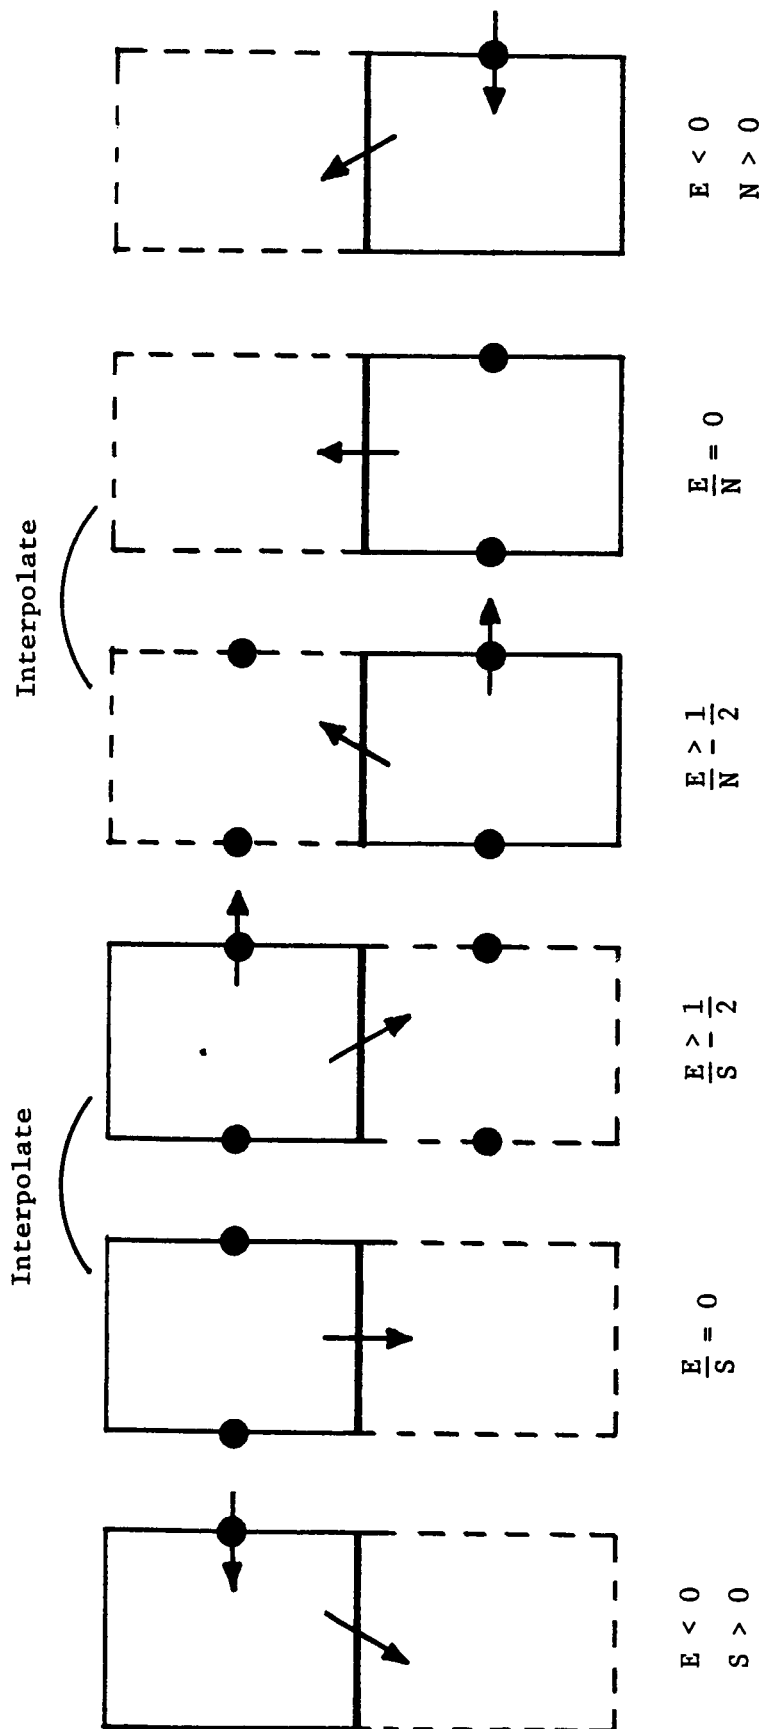 Interpolate
Interpolate
E < 0
S > 0
E/S = 0
E/S ≥ 1/2
E/N ≥ 1/2
E/N = 0
E < 0
N > 0